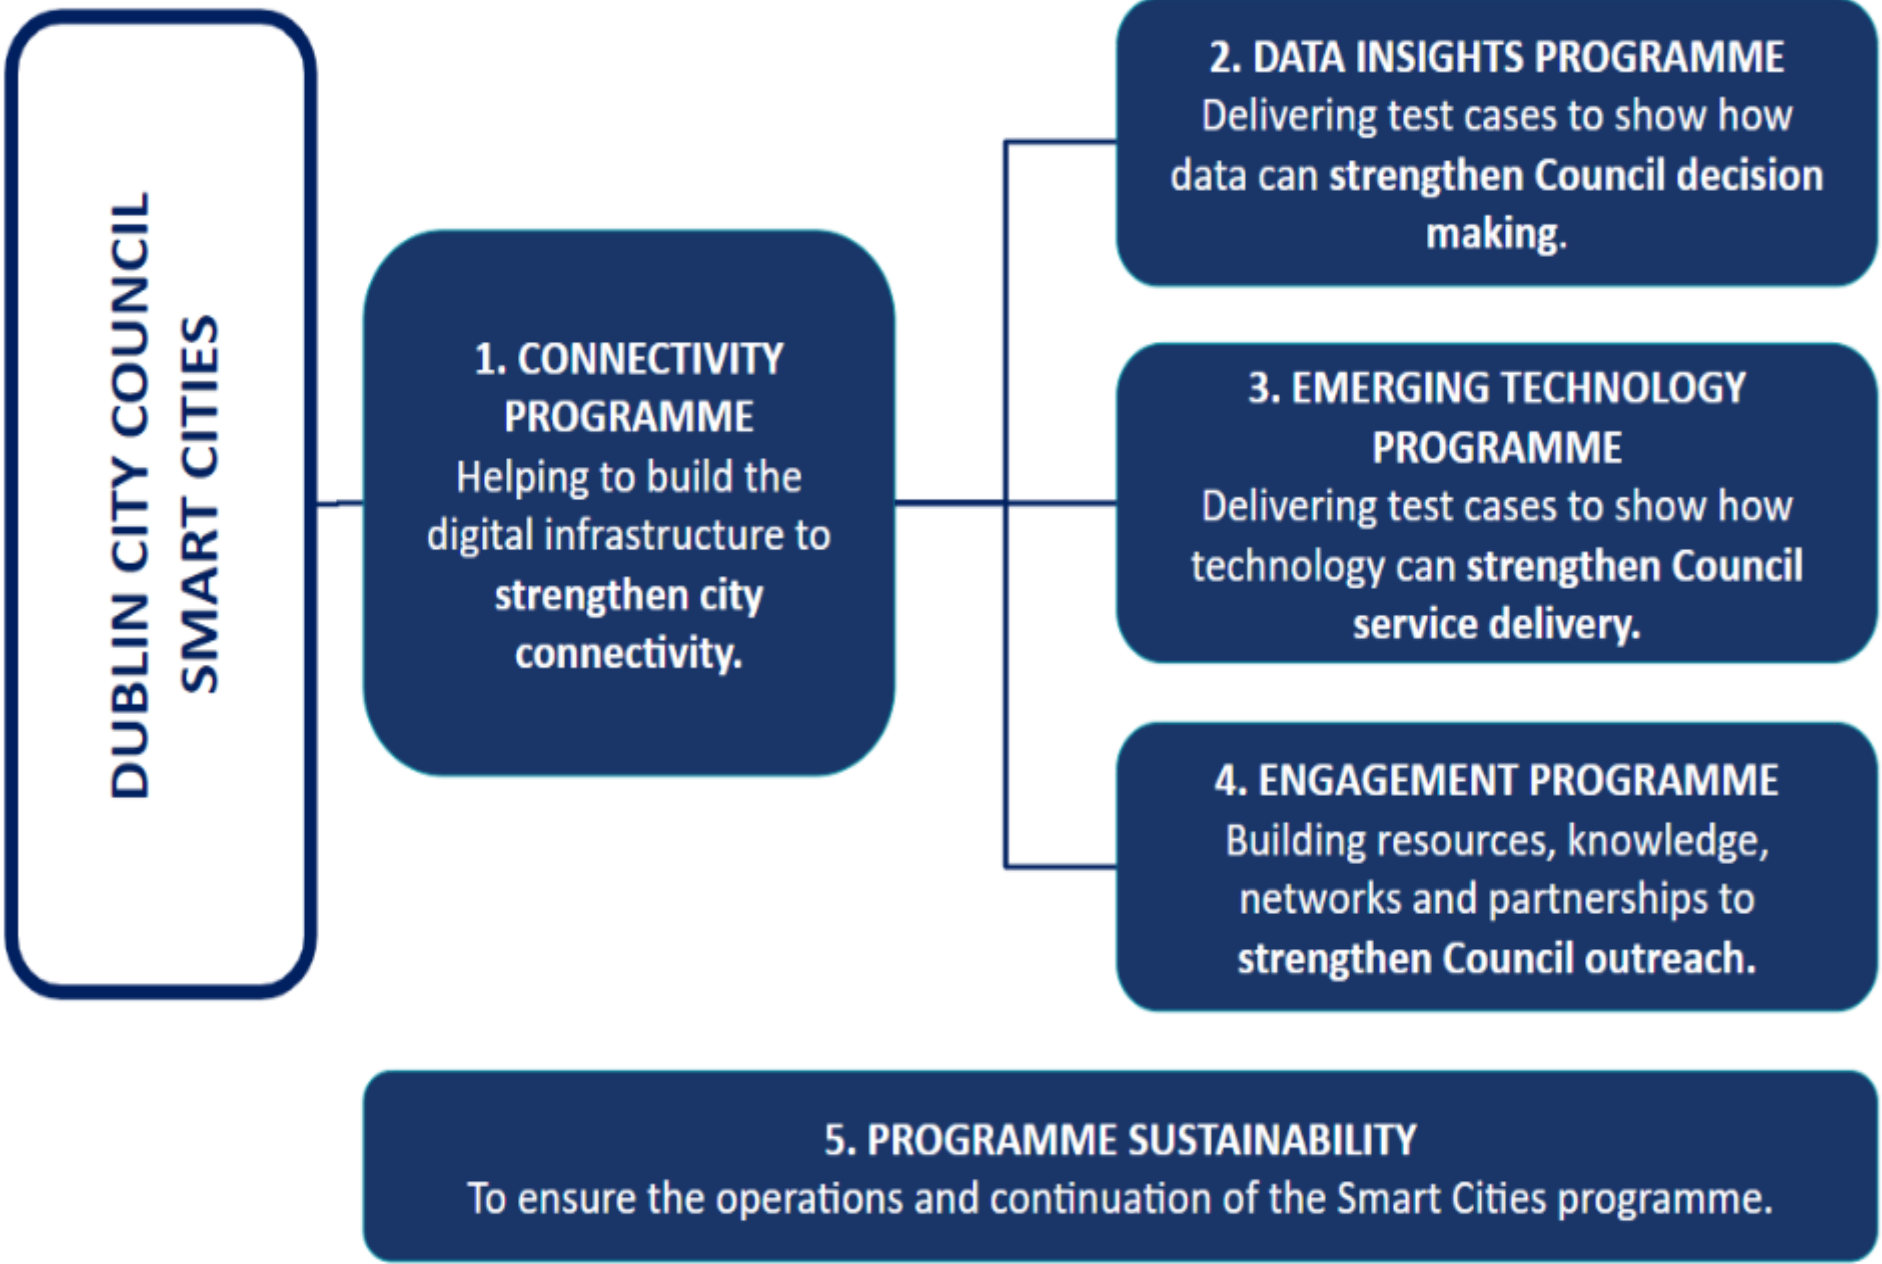 DUBLIN CITY COUNCIL
SMART CITIES
1. CONNECTIVITY
PROGRAMME
Helping to build the
digital infrastructure to
strengthen city
connectivity.
2. DATA INSIGHTS PROGRAMME
Delivering test cases to show how
data can strengthen Council decision
making.
3. EMERGING TECHNOLOGY
PROGRAMME
Delivering test cases to show how
technology can strengthen Council
service delivery.
4. ENGAGEMENT PROGRAMME
Building resources, knowledge,
networks and partnerships to
strengthen Council outreach.
5. PROGRAMME SUSTAINABILITY
To ensure the operations and continuation of the Smart Cities programme.